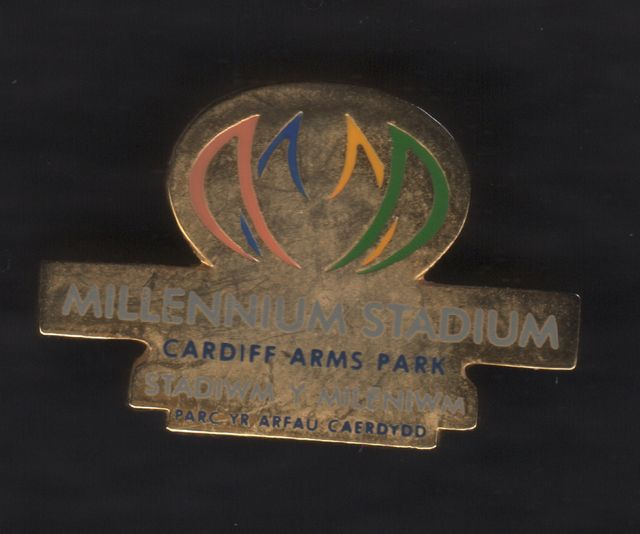 MILLENNIUM STADIUM
CARDIFF ARMS PARK
STADIWM Y MILENIWM
PARC YR ARFAU CAERDYDD